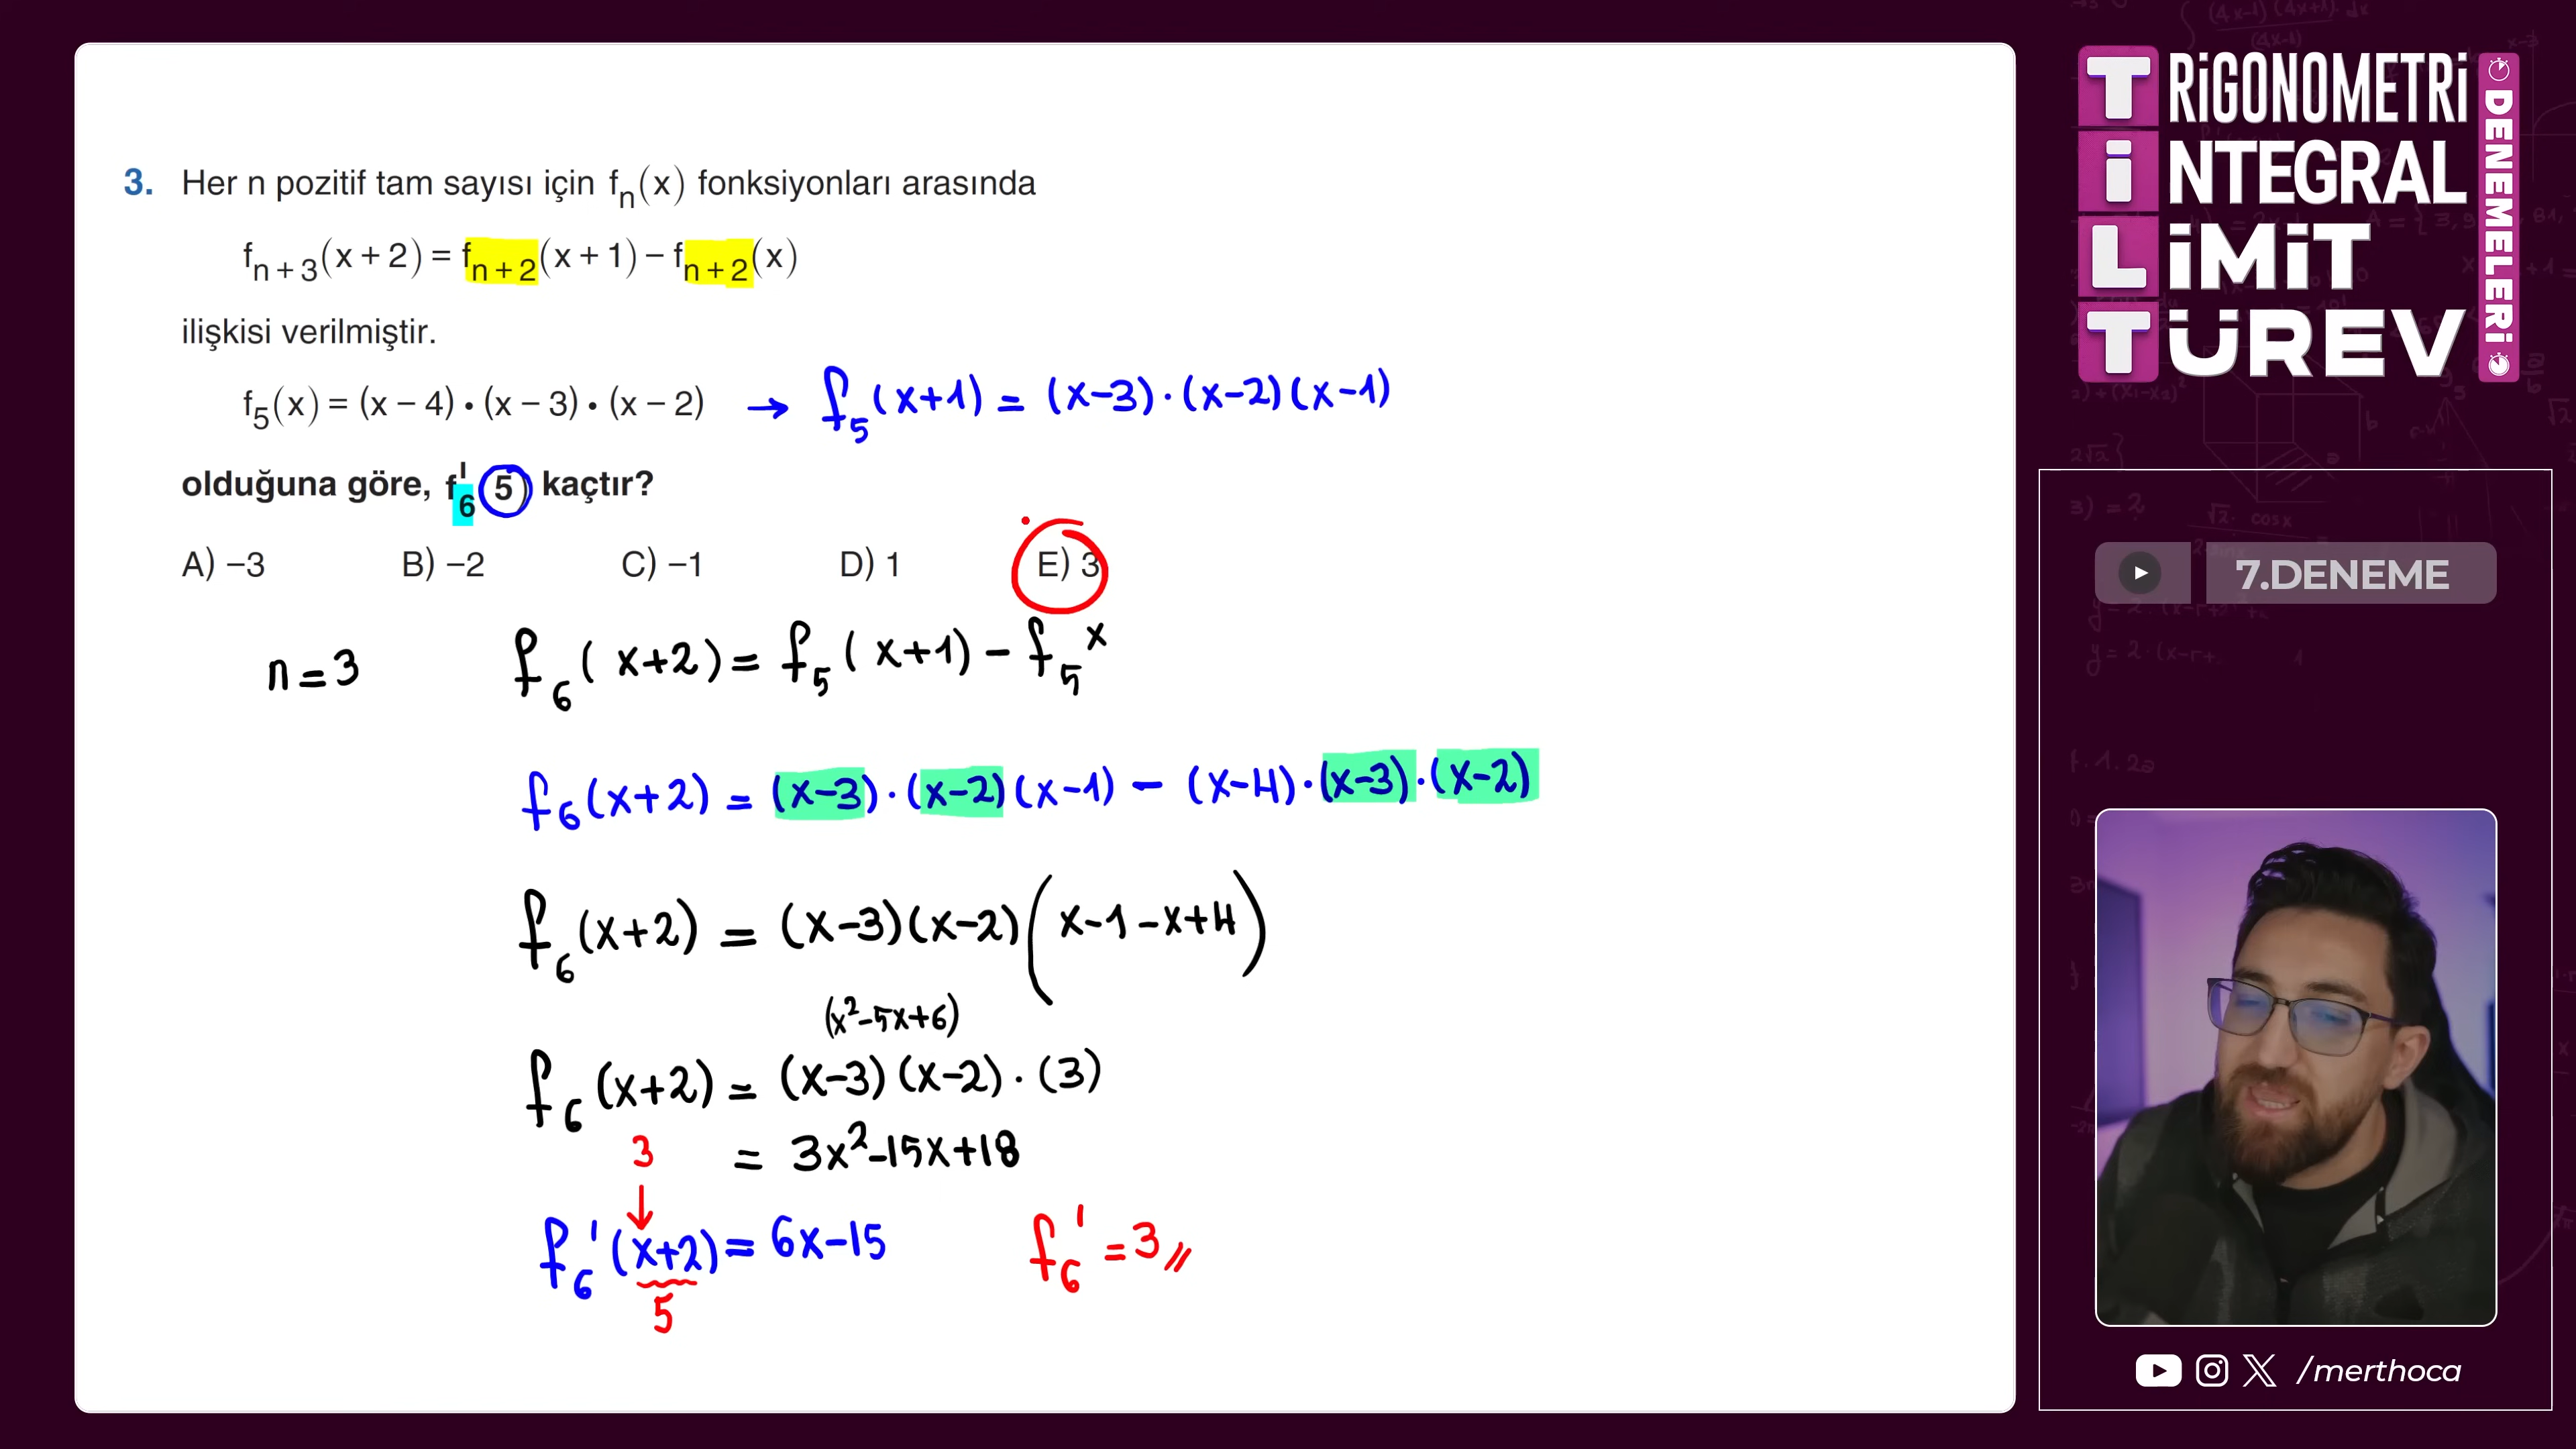 3. Her n pozitif tam sayısı için fₙ(x) fonksiyonları arasında
fₙ₊₃(x + 2) = fₙ₊₂(x + 1) − fₙ₊₂(x)
ilişkisi verilmiştir.
f₅(x) = (x − 4) • (x − 3) • (x − 2) → f₅(x+1) = (x−3)·(x−2)(x−1)
olduğuna göre, f₆'(5) kaçtır?
A) −3 B) −2 C) −1 D) 1 E) 3
n=3 f₆(x+2) = f₅(x+1) − f₅ x
f₆(x+2) = (x−3)·(x−2)(x−1) − (x−4)·(x−3)·(x−2)
f₆(x+2) = (x−3)(x−2)(x−1−x+4)
(x²−5x+6)
f₆(x+2) = (x−3)(x−2)·(3)
= 3x²−15x+18
3
↓
f₆'(x+2) = 6x−15 f₆' = 3//
5
TRİGONOMETRİ
İNTEGRAL
LİMİT
TÜREV
DENEMELERİ
7.DENEME
/merthoca